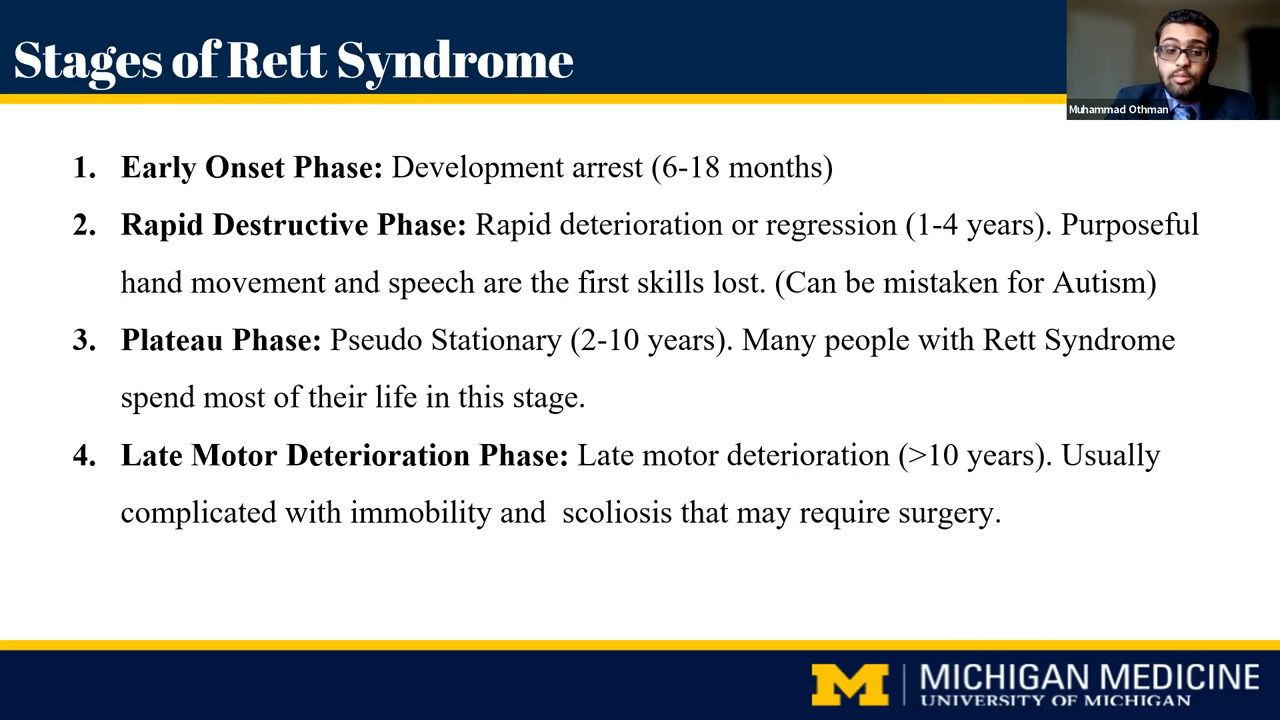 Stages of Rett Syndrome
Muhammad Othman
1. Early Onset Phase: Development arrest (6-18 months)
2. Rapid Destructive Phase: Rapid deterioration or regression (1-4 years). Purposeful
hand movement and speech are the first skills lost. (Can be mistaken for Autism)
3. Plateau Phase: Pseudo Stationary (2-10 years). Many people with Rett Syndrome
spend most of their life in this stage.
4. Late Motor Deterioration Phase: Late motor deterioration (>10 years). Usually
complicated with immobility and  scoliosis that may require surgery.
M
MICHIGAN MEDICINE
UNIVERSITY OF MICHIGAN